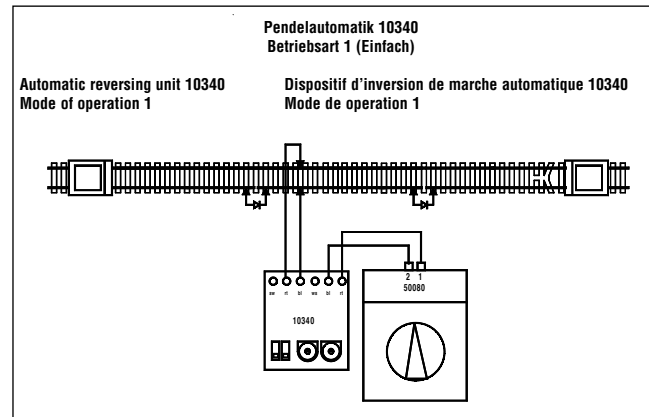 Pendelautomatik 10340
Betriebsart 1 (Einfach)
Automatic reversing unit 10340
Mode of operation 1
Dispositif d’inversion de marche automatique 10340
Mode de operation 1
sw rt bl ws bl rt
10340
2 1
50080